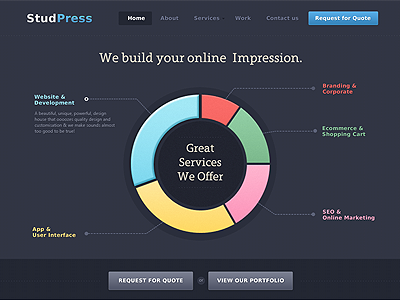 StudPress
Home
About
Services
Work
Contact us
Request for Quote
We build your online Impression.
Website &
Development
A beautiful, unique, powerful, design
house that oooozes quality design and
customisation & we make sounds almost
too good to be true!
Branding &
Corporate
Ecommerce &
Shopping Cart
Great
Services
We Offer
SEO &
Online Marketing
App &
User Interface
REQUEST FOR QUOTE
or
VIEW OUR PORTFOLIO